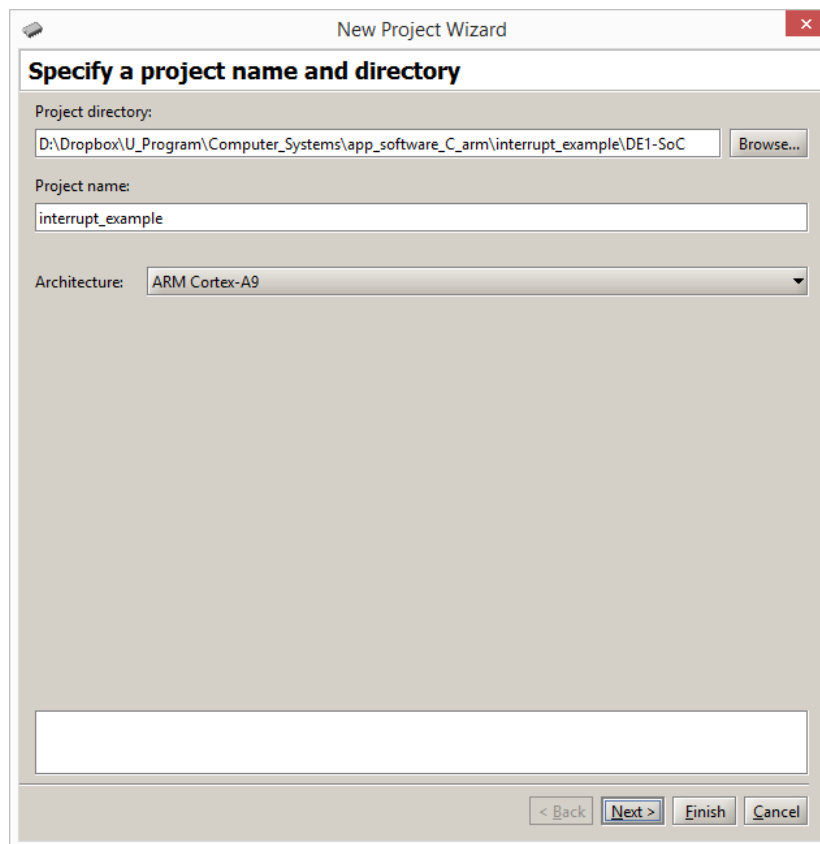 New Project Wizard
Specify a project name and directory
Project directory:
D:\Dropbox\U_Program\Computer_Systems\app_software_C_arm\interrupt_example\DE1-SoC
Browse...
Project name:
interrupt_example
Architecture:
ARM Cortex-A9
< Back
Next >
Finish
Cancel